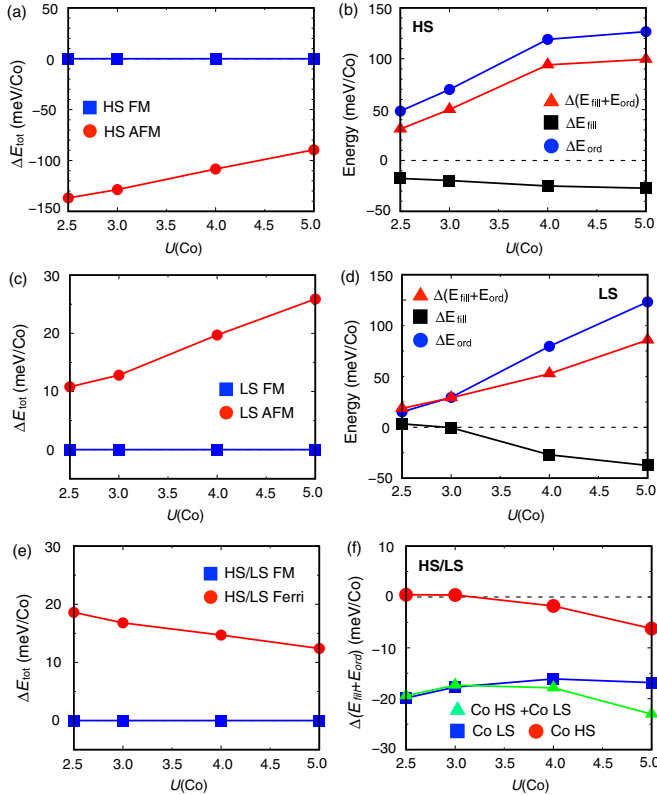 (a)
50
0
−50
−100
−150
ΔE_tot (meV/Co)
HS FM
HS AFM
2.5 3.0 3.5 4.0 4.5 5.0
U(Co)
(b)
HS
150
100
50
0
−50
Energy (meV/Co)
Δ(E_fill+E_ord)
ΔE_fill
ΔE_ord
2.5 3.0 3.5 4.0 4.5 5.0
U(Co)
(c)
30
20
10
0
ΔE_tot (meV/Co)
LS FM
LS AFM
2.5 3.0 3.5 4.0 4.5 5.0
U(Co)
(d)
LS
150
100
50
0
−50
Energy (meV/Co)
Δ(E_fill+E_ord)
ΔE_fill
ΔE_ord
2.5 3.0 3.5 4.0 4.5 5.0
U(Co)
(e)
30
20
10
0
ΔE_tot (meV/Co)
HS/LS FM
HS/LS Ferri
2.5 3.0 3.5 4.0 4.5 5.0
U(Co)
(f)
HS/LS
10
0
−10
−20
−30
Δ(E_fill+E_ord) (meV/Co)
Co HS +Co LS
Co LS Co HS
2.5 3.0 3.5 4.0 4.5 5.0
U(Co)